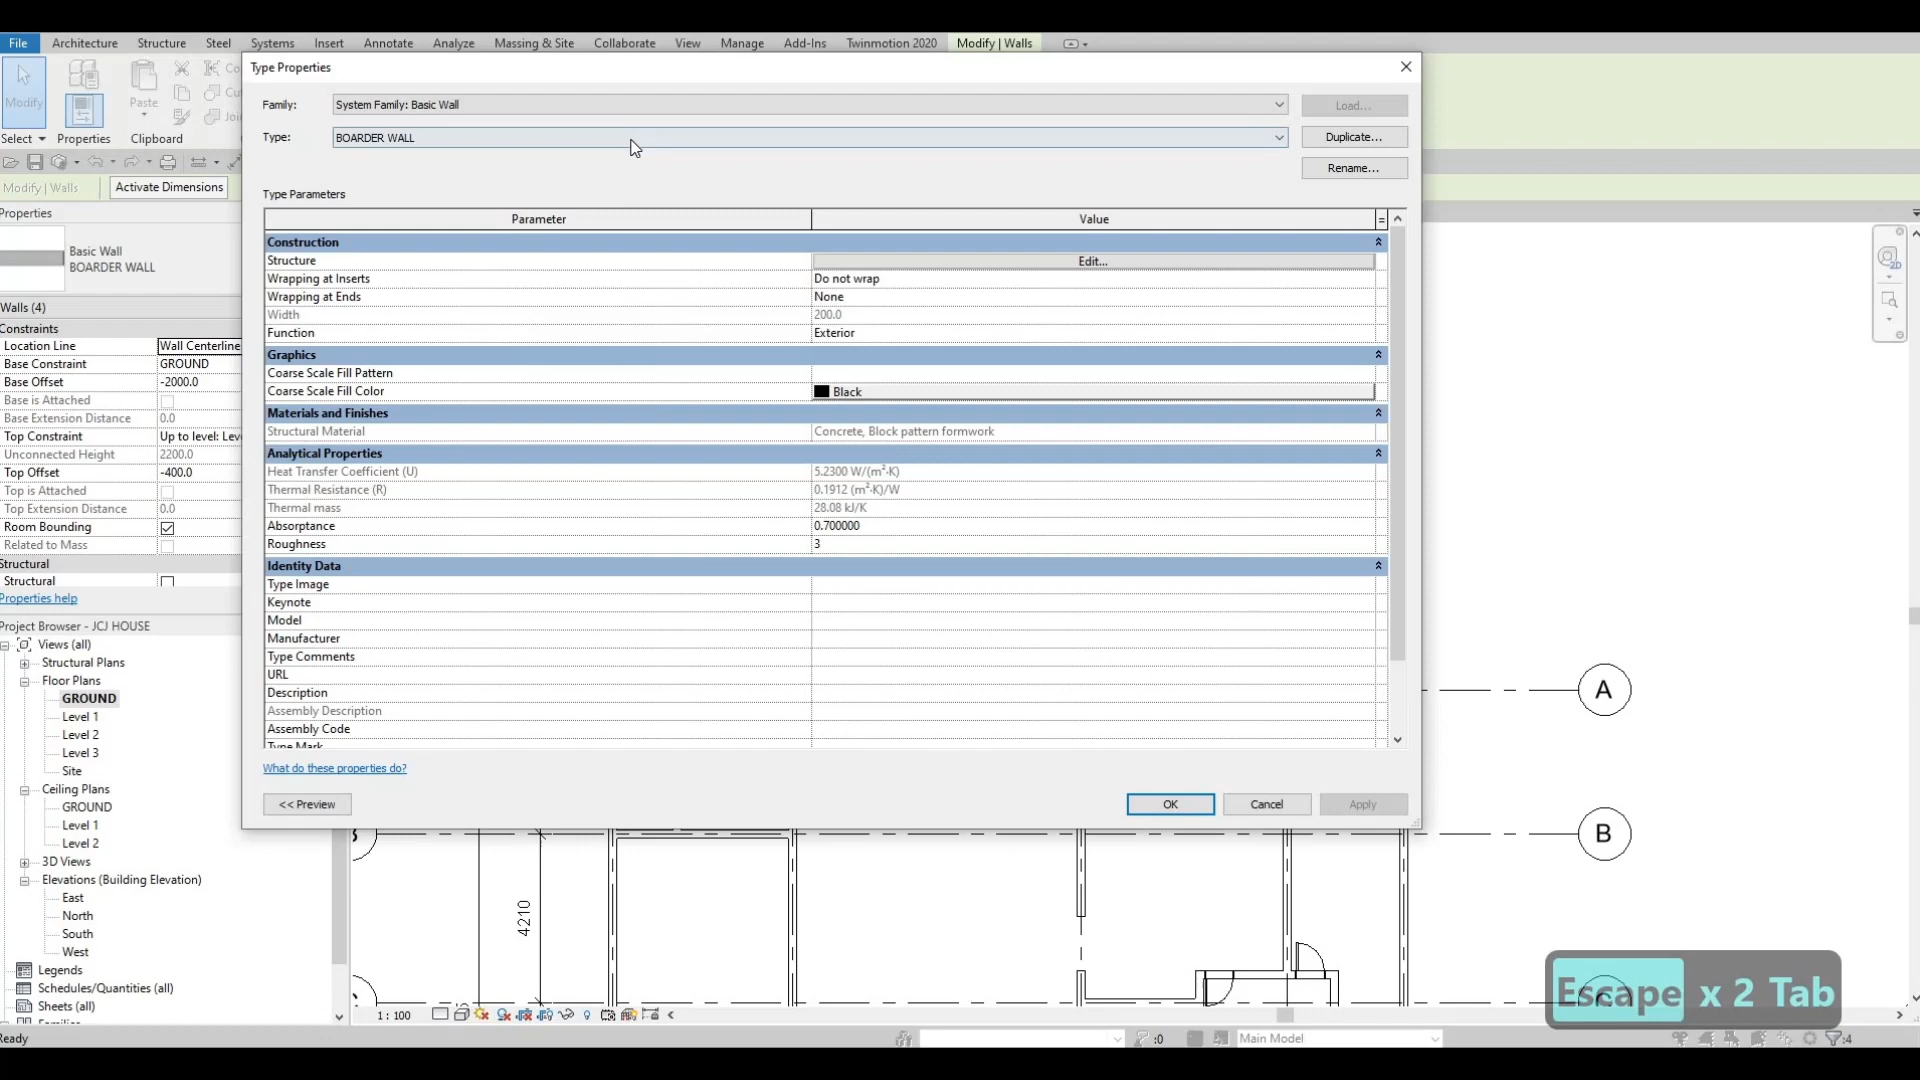 File Architecture Structure Steel Systems Insert Annotate Analyze Massing & Site Collaborate View Manage Add-Ins Twinmotion 2020 Modify | Walls
Type Properties
Family: System Family: Basic Wall Load...
Type: BOARDER WALL Duplicate...
Rename...
Modify Paste
Select Properties Clipboard
Modify | Walls Activate Dimensions
Properties
Basic Wall
BOARDER WALL
Walls (4)
Constraints
Location Line Wall Centerline
Base Constraint GROUND
Base Offset -2000.0
Base is Attached
Base Extension Distance 0.0
Top Constraint Up to level: Lev
Unconnected Height 2200.0
Top Offset -400.0
Top is Attached
Top Extension Distance 0.0
Room Bounding
Related to Mass
Structural
Structural
Properties help
Type Parameters
Parameter Value =
Construction
Structure Edit...
Wrapping at Inserts Do not wrap
Wrapping at Ends None
Width 200.0
Function Exterior
Graphics
Coarse Scale Fill Pattern
Coarse Scale Fill Color Black
Materials and Finishes
Structural Material Concrete, Block pattern formwork
Analytical Properties
Heat Transfer Coefficient (U) 5.2300 W/(m²·K)
Thermal Resistance (R) 0.1912 (m²·K)/W
Thermal mass 28.08 kJ/K
Absorptance 0.700000
Roughness 3
Identity Data
Type Image
Keynote
Model
Manufacturer
Type Comments
URL
Description
Assembly Description
Assembly Code
Type Mark
What do these properties do?
<< Preview OK Cancel Apply
Project Browser - JCJ HOUSE
Views (all)
Structural Plans
Floor Plans
GROUND
Level 1
Level 2
Level 3
Site
Ceiling Plans
GROUND
Level 1
Level 2
3D Views
Elevations (Building Elevation)
East
North
South
West
Legends
Schedules/Quantities (all)
Sheets (all)
Families
2D
A
B
4210
Escape x 2 Tab
1 : 100
Ready :0 Main Model :4